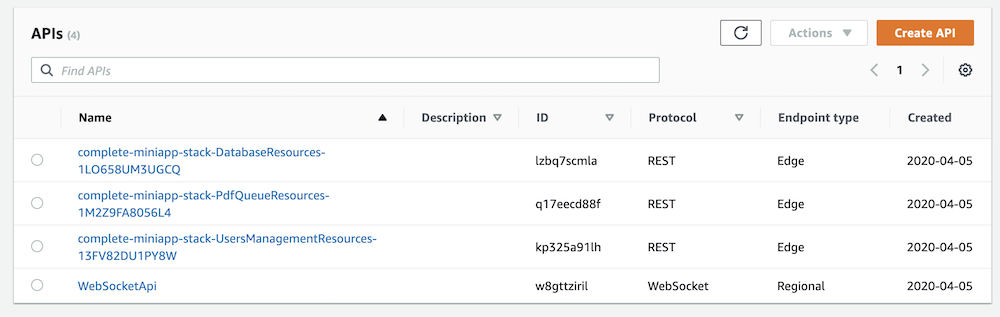 APIs (4)
Actions
Create API
Find APIs
1
Name Description ID Protocol Endpoint type Created
complete-miniapp-stack-DatabaseResources-
1LO658UM3UGCQ lzbq7scmla REST Edge 2020-04-05
complete-miniapp-stack-PdfQueueResources-
1M2Z9FA8056L4 q17eecd88f REST Edge 2020-04-05
complete-miniapp-stack-UsersManagementResources-
13FV82DU1PY8W kp325a91lh REST Edge 2020-04-05
WebSocketApi w8gttziril WebSocket Regional 2020-04-05